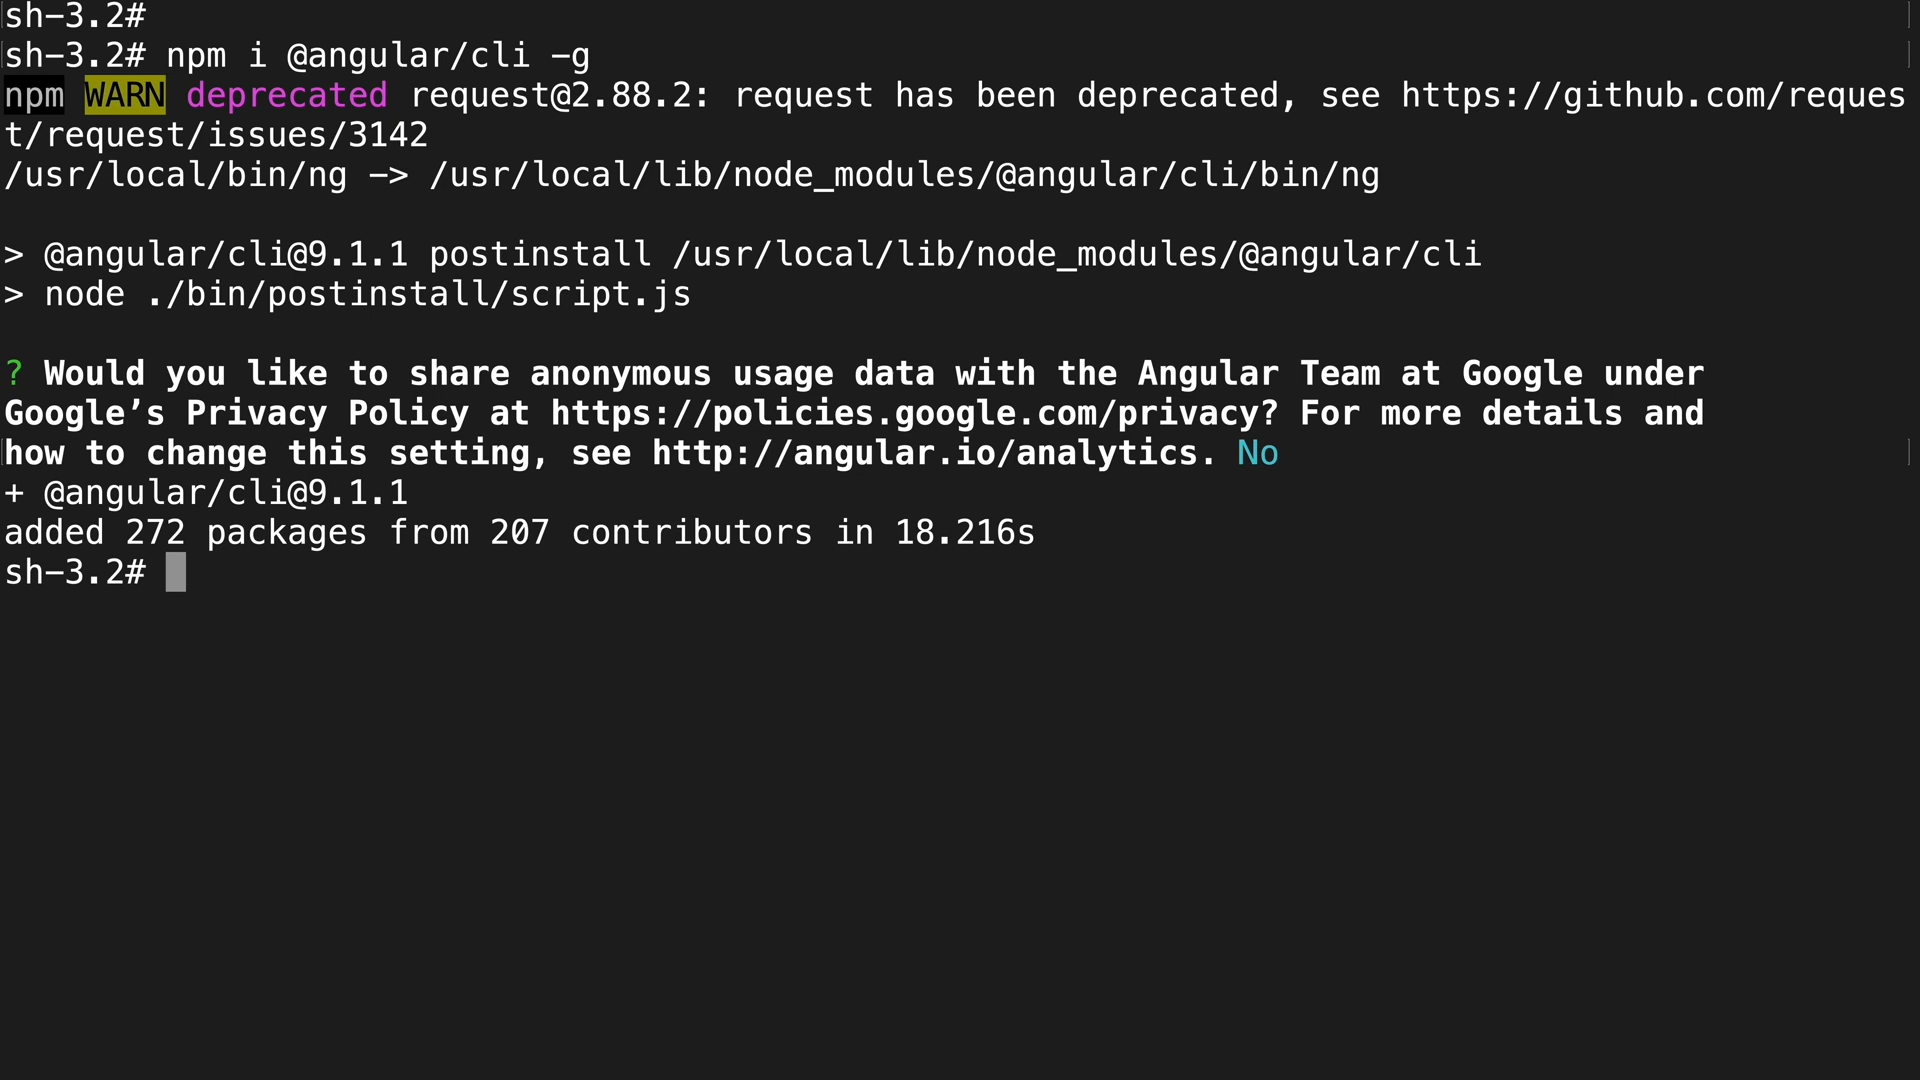 sh-3.2#
sh-3.2# npm i @angular/cli -g
npm WARN deprecated request@2.88.2: request has been deprecated, see https://github.com/reques
t/request/issues/3142
/usr/local/bin/ng -> /usr/local/lib/node_modules/@angular/cli/bin/ng
> @angular/cli@9.1.1 postinstall /usr/local/lib/node_modules/@angular/cli
> node ./bin/postinstall/script.js
? Would you like to share anonymous usage data with the Angular Team at Google under
Google’s Privacy Policy at https://policies.google.com/privacy? For more details and
how to change this setting, see http://angular.io/analytics. No
+ @angular/cli@9.1.1
added 272 packages from 207 contributors in 18.216s
sh-3.2#